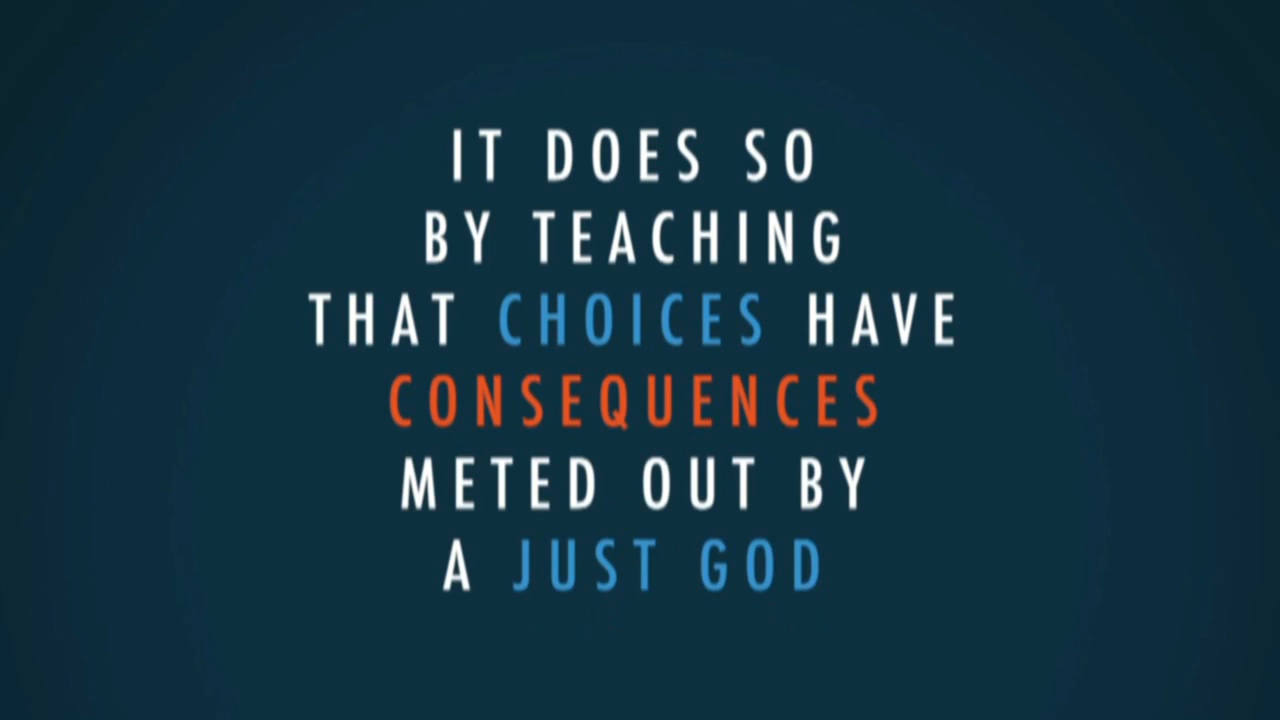 IT DOES SO
BY TEACHING
THAT CHOICES HAVE
CONSEQUENCES
METED OUT BY
A JUST GOD